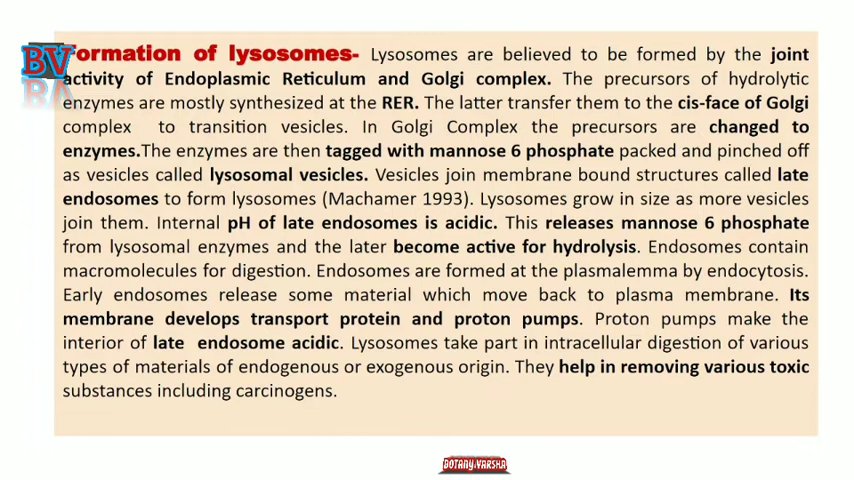 BV
Formation of lysosomes- Lysosomes are believed to be formed by the joint
activity of Endoplasmic Reticulum and Golgi complex. The precursors of hydrolytic
enzymes are mostly synthesized at the RER. The latter transfer them to the cis-face of Golgi
complex to transition vesicles. In Golgi Complex the precursors are changed to
enzymes.The enzymes are then tagged with mannose 6 phosphate packed and pinched off
as vesicles called lysosomal vesicles. Vesicles join membrane bound structures called late
endosomes to form lysosomes (Machamer 1993). Lysosomes grow in size as more vesicles
join them. Internal pH of late endosomes is acidic. This releases mannose 6 phosphate
from lysosomal enzymes and the later become active for hydrolysis. Endosomes contain
macromolecules for digestion. Endosomes are formed at the plasmalemma by endocytosis.
Early endosomes release some material which move back to plasma membrane. Its
membrane develops transport protein and proton pumps. Proton pumps make the
interior of late endosome acidic. Lysosomes take part in intracellular digestion of various
types of materials of endogenous or exogenous origin. They help in removing various toxic
substances including carcinogens.
BOTANY VARSHA